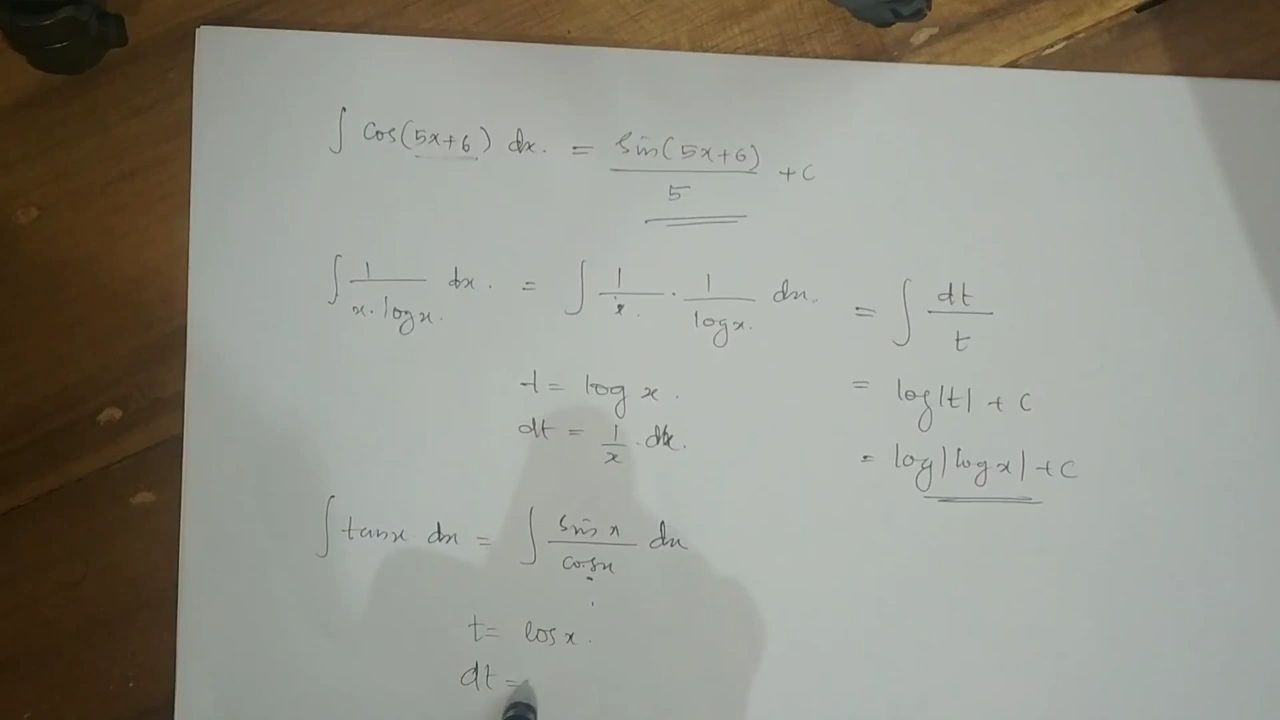 ∫ cos(5x+6) dx. = sin(5x+6)/5 + c
∫ 1/(x. log x.) dx. = ∫ 1/x. · 1/(log x.) dx. = ∫ dt/t
t = log x.
= log|t| + c
dt = 1/x . dx.
= log|log x| + c
∫ tan x dx = ∫ sin x/cos x dx
t = cos x.
dt =